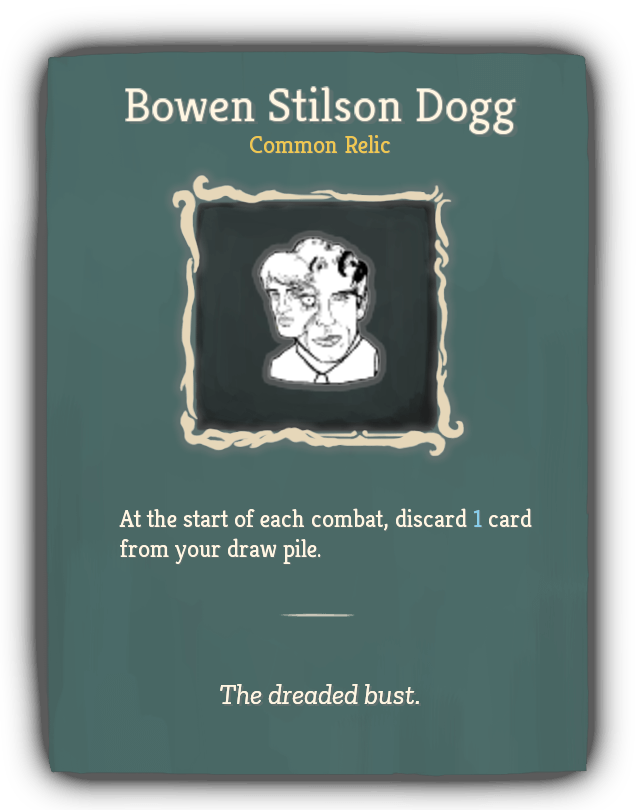 Bowen Stilson Dogg
Common Relic
At the start of each combat, discard 1 card
from your draw pile.
The dreaded bust.